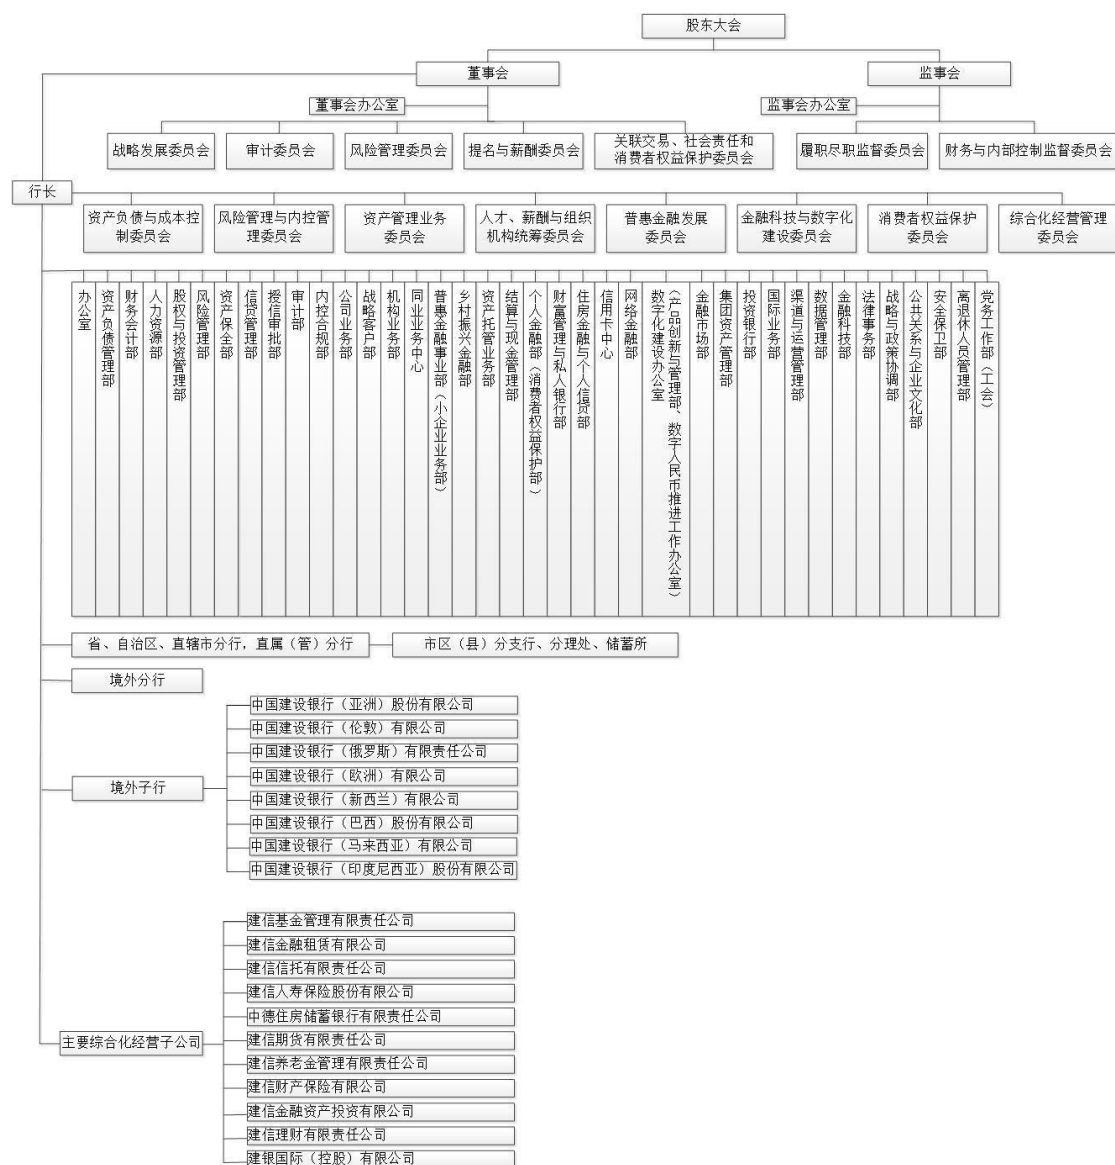 股东大会
董事会
监事会
董事会办公室
监事会办公室
战略发展委员会
审计委员会
风险管理委员会
提名与薪酬委员会
关联交易、社会责任和
消费者权益保护委员会
履职尽职监督委员会
财务与内部控制监督委员会
行长
资产负债与成本控
制委员会
风险管理与内控管
理委员会
资产管理业务
委员会
人才、薪酬与组织
机构统筹委员会
普惠金融发展
委员会
金融科技与数字化
建设委员会
消费者权益保护
委员会
综合化经营管理
委员会
办公室
资产负债管理部
财务会计部
人力资源部
股权与投资管理部
风险管理部
资产保全部
信贷管理部
授信审批部
审计部
内控合规部
公司业务部
战略客户部
机构业务部
同业业务中心
普惠金融事业部（小企业业务部）
乡村振兴金融部
资产托管业务部
结算与现金管理部
个人金融部（消费者权益保护部）
财富管理与私人银行部
住房金融与个人信贷部
信用卡中心
网络金融部
数字化建设办公室
（产品创新与管理部、数字人民币推进工作办公室）
金融市场部
集团资产管理部
投资银行部
国际业务部
渠道与运营管理部
数据管理部
金融科技部
法律事务部
战略与政策协调部
公共关系与企业文化部
安全保卫部
离退休人员管理部
党务工作部（工会）
省、自治区、直辖市分行，直属（管）分行
市区（县）分支行、分理处、储蓄所
境外分行
境外子行
中国建设银行（亚洲）股份有限公司
中国建设银行（伦敦）有限公司
中国建设银行（俄罗斯）有限责任公司
中国建设银行（欧洲）有限公司
中国建设银行（新西兰）有限公司
中国建设银行（巴西）股份有限公司
中国建设银行（马来西亚）有限公司
中国建设银行（印度尼西亚）股份有限公司
主要综合化经营子公司
建信基金管理有限责任公司
建信金融租赁有限公司
建信信托有限责任公司
建信人寿保险股份有限公司
中德住房储蓄银行有限责任公司
建信期货有限责任公司
建信养老金管理有限责任公司
建信财产保险有限公司
建信金融资产投资有限公司
建信理财有限责任公司
建银国际（控股）有限公司